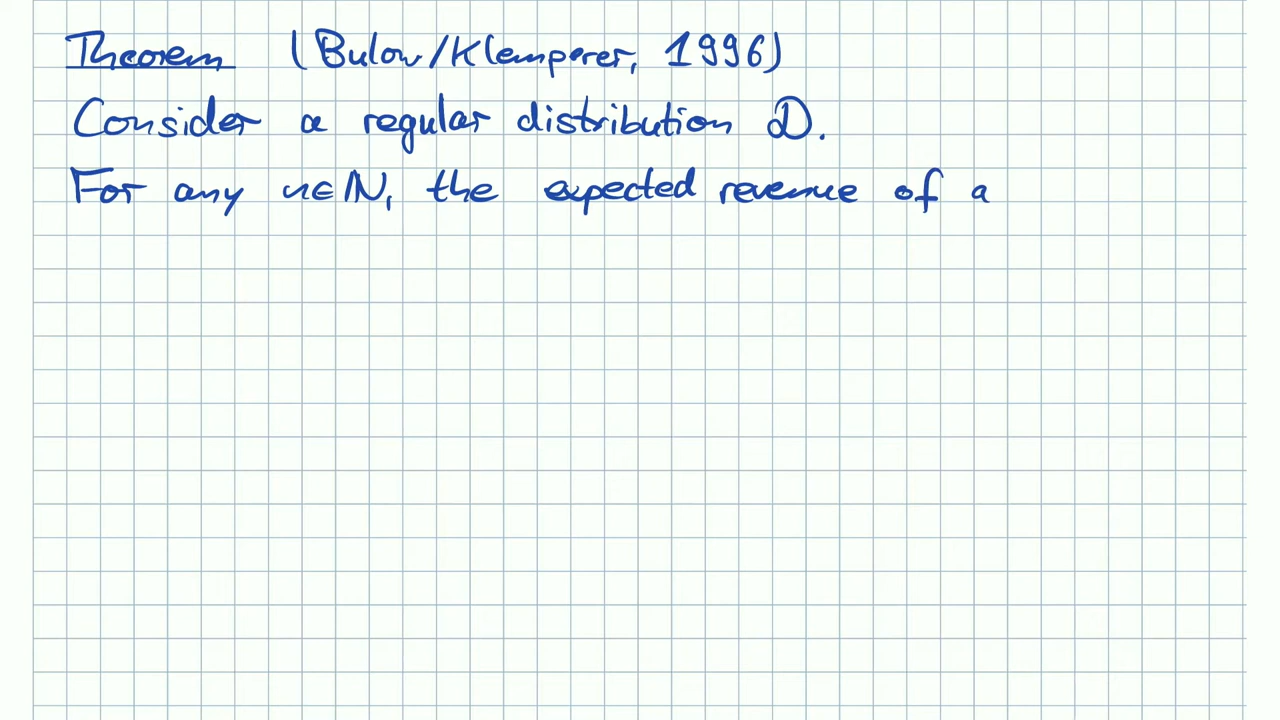 Theorem (Bulow/Klemperer, 1996)
Consider a regular distribution D.
For any n∈ℕ, the expected revenue of a